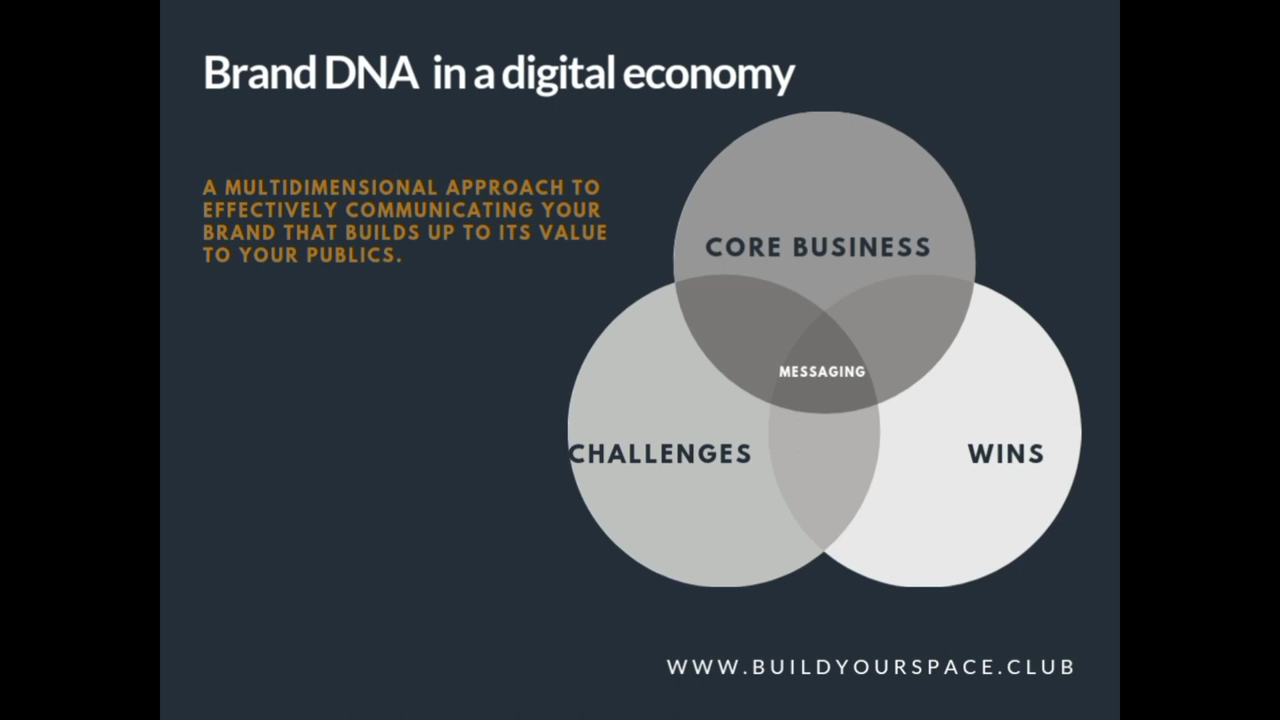 Brand DNA in a digital economy
A MULTIDIMENSIONAL APPROACH TO
EFFECTIVELY COMMUNICATING YOUR
BRAND THAT BUILDS UP TO ITS VALUE
TO YOUR PUBLICS.
CORE BUSINESS
MESSAGING
CHALLENGES
WINS
WWW.BUILDYOURSPACE.CLUB